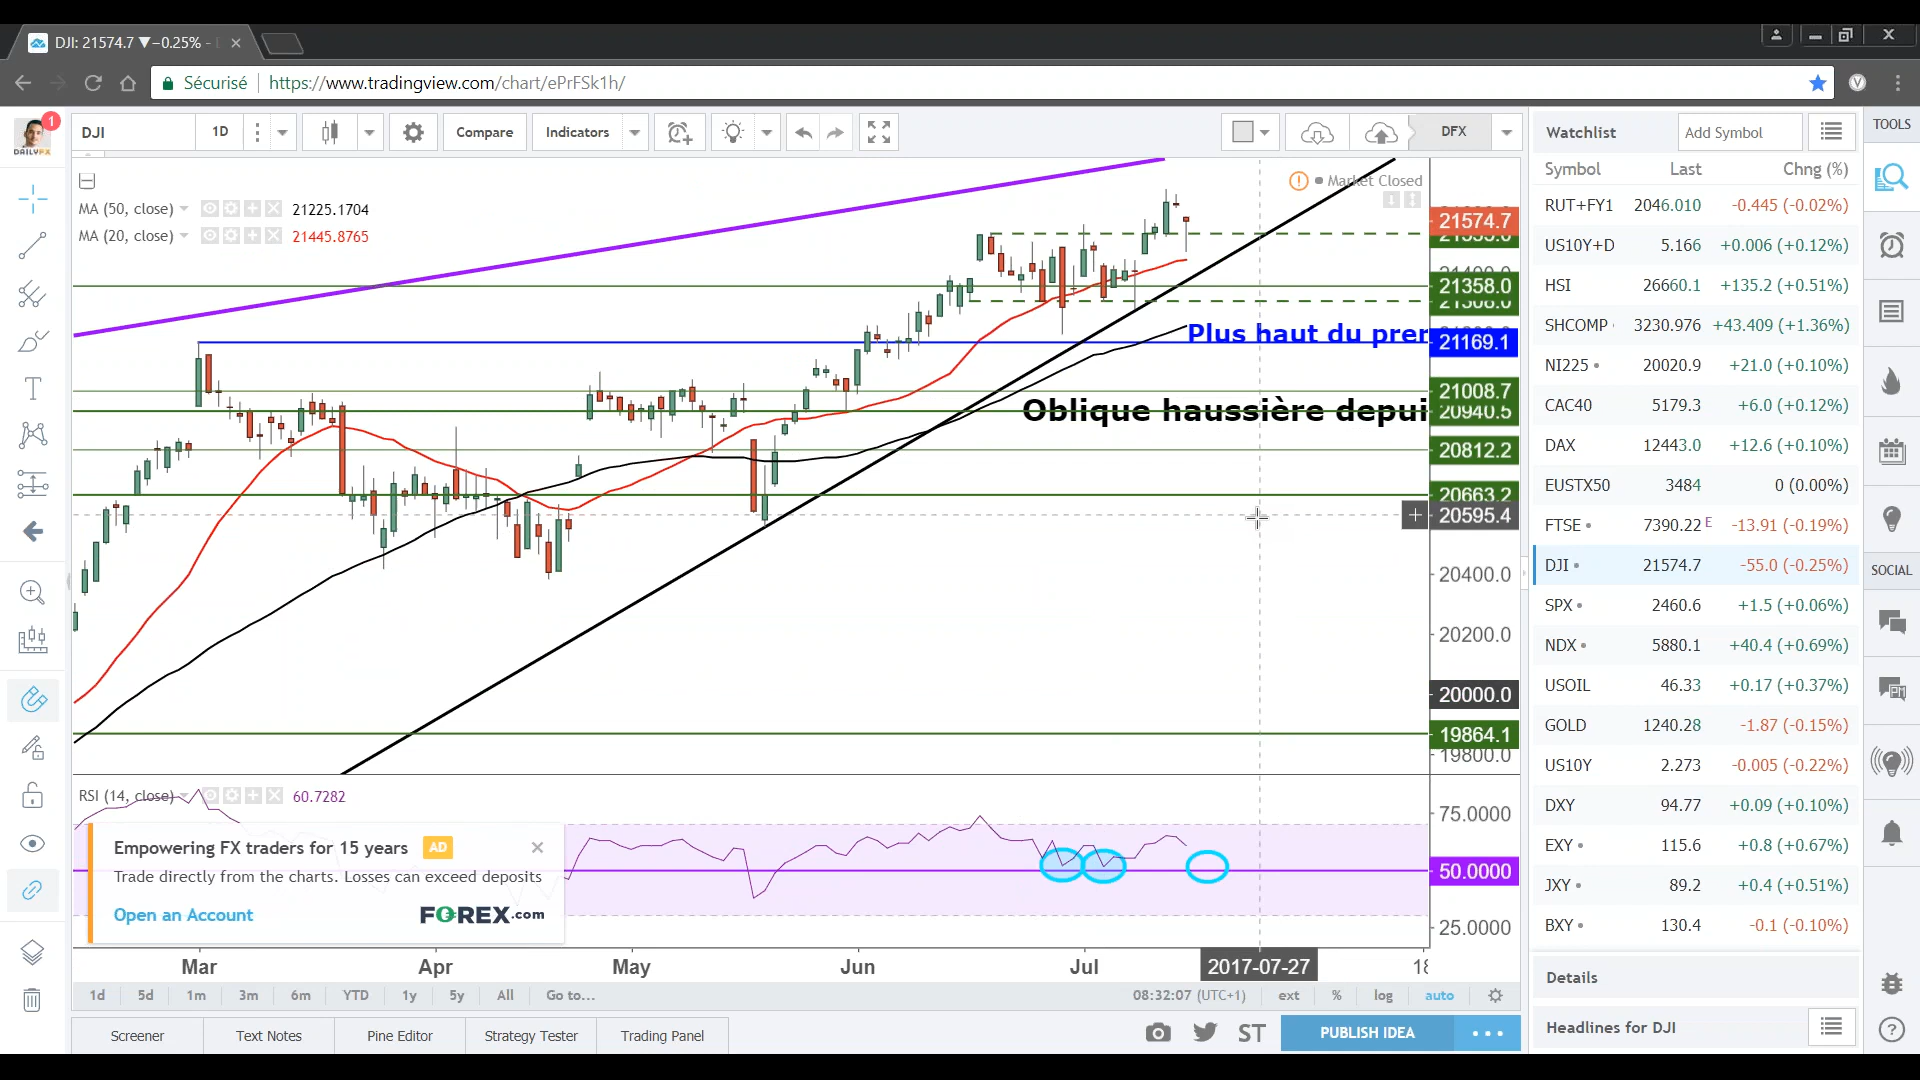 DJI: 21574.7 ▼−0.25% -
Sécurisé https://www.tradingview.com/chart/ePrFSk1h/
1
DAILYFX
DJI 1D Compare Indicators DFX
MA (50, close) 21225.1704
MA (20, close) 21445.8765
Market Closed
21574.7
21358.0
21169.1
21008.7
20940.5
20812.2
20663.2
20595.4
20400.0
20200.0
20000.0
19864.1
19800.0
Plus haut du prer
Oblique haussière depui
RSI (14, close) 60.7282
75.0000
50.0000
25.0000
Empowering FX traders for 15 years AD
Trade directly from the charts. Losses can exceed deposits
Open an Account FOREX.com
Mar Apr May Jun Jul 2017-07-27
1d 5d 1m 3m 6m YTD 1y 5y All Go to... 08:32:07 (UTC+1) ext % log auto
Screener Text Notes Pine Editor Strategy Tester Trading Panel ST PUBLISH IDEA
Watchlist Add Symbol
Symbol Last Chng (%)
RUT+FY1 2046.010 -0.445 (-0.02%)
US10Y+D 5.166 +0.006 (+0.12%)
HSI 26660.1 +135.2 (+0.51%)
SHCOMP 3230.976 +43.409 (+1.36%)
NI225 20020.9 +21.0 (+0.10%)
CAC40 5179.3 +6.0 (+0.12%)
DAX 12443.0 +12.6 (+0.10%)
EUSTX50 3484 0 (0.00%)
FTSE 7390.22 E -13.91 (-0.19%)
DJI 21574.7 -55.0 (-0.25%)
SPX 2460.6 +1.5 (+0.06%)
NDX 5880.1 +40.4 (+0.69%)
USOIL 46.33 +0.17 (+0.37%)
GOLD 1240.28 -1.87 (-0.15%)
US10Y 2.273 -0.005 (-0.22%)
DXY 94.77 +0.09 (+0.10%)
EXY 115.6 +0.8 (+0.67%)
JXY 89.2 +0.4 (+0.51%)
BXY 130.4 -0.1 (-0.10%)
Details
Headlines for DJI
TOOLS
SOCIAL